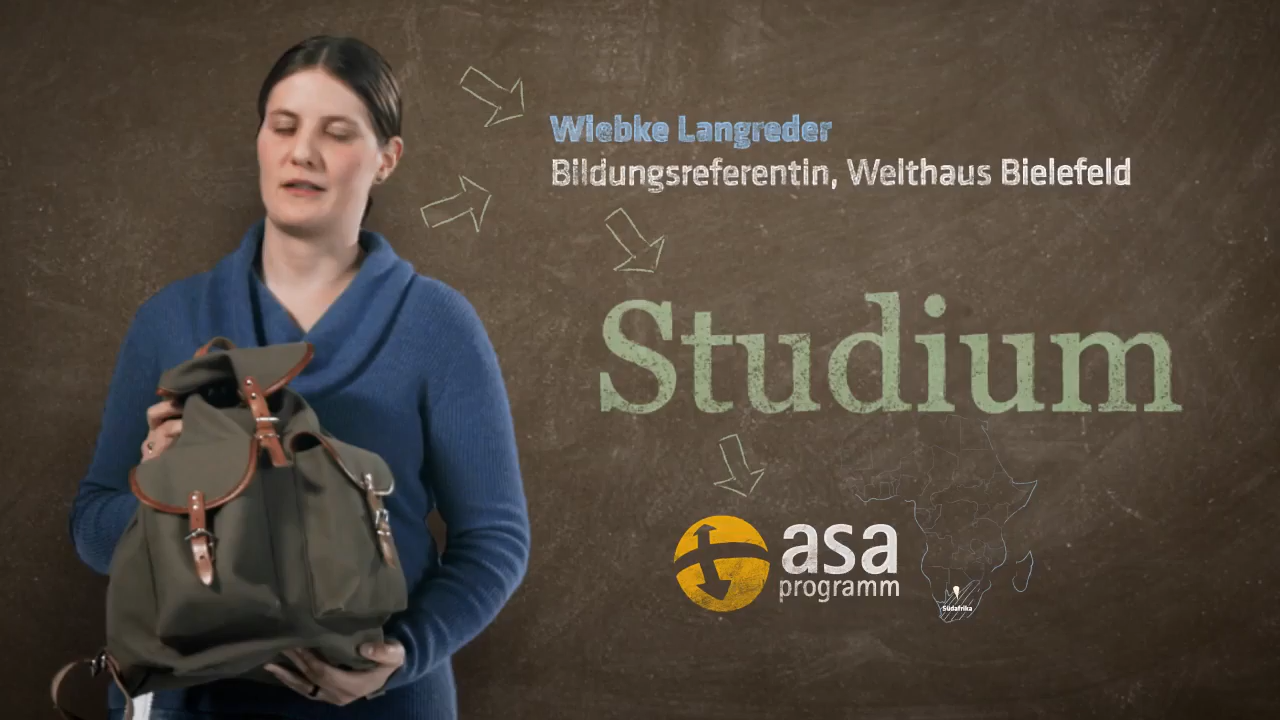 Wiebke Langreder
Bildungsreferentin, Welthaus Bielefeld
Studium
asa
programm
Südafrika